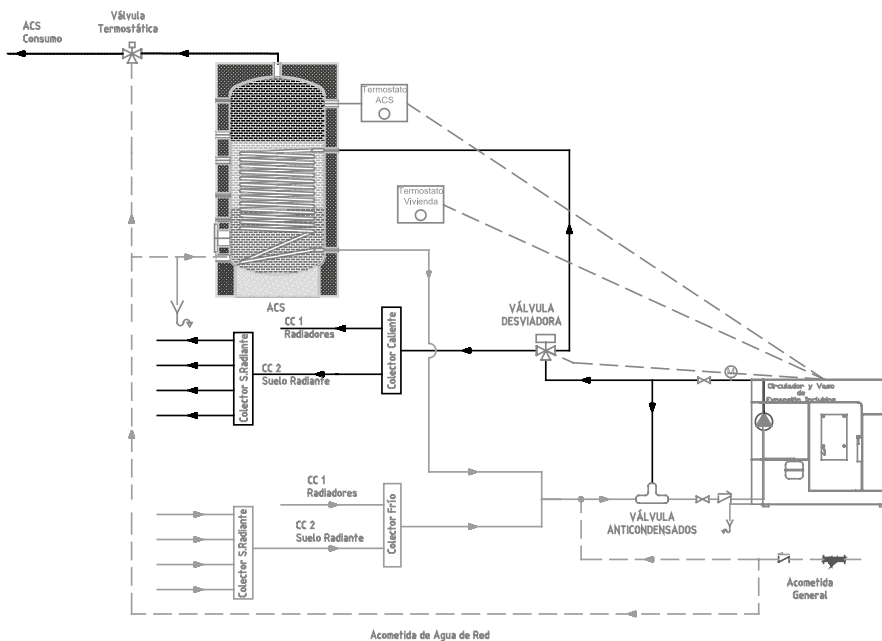 ACS
Consumo
Válvula
Termostática
Termostato
ACS
Termostato
Vivienda
ACS
VÁLVULA
DESVIADORA
CC 1
Radiadores
CC 2
Suelo Radiante
Colector S.Radiante
Colector Caliente
Circulador y Vaso
de
Expansión Incluidos
CC 1
Radiadores
CC 2
Suelo Radiante
Colector S.Radiante
Colector Frío
VÁLVULA
ANTICONDENSADOS
Acometida
General
Acometida de Agua de Red